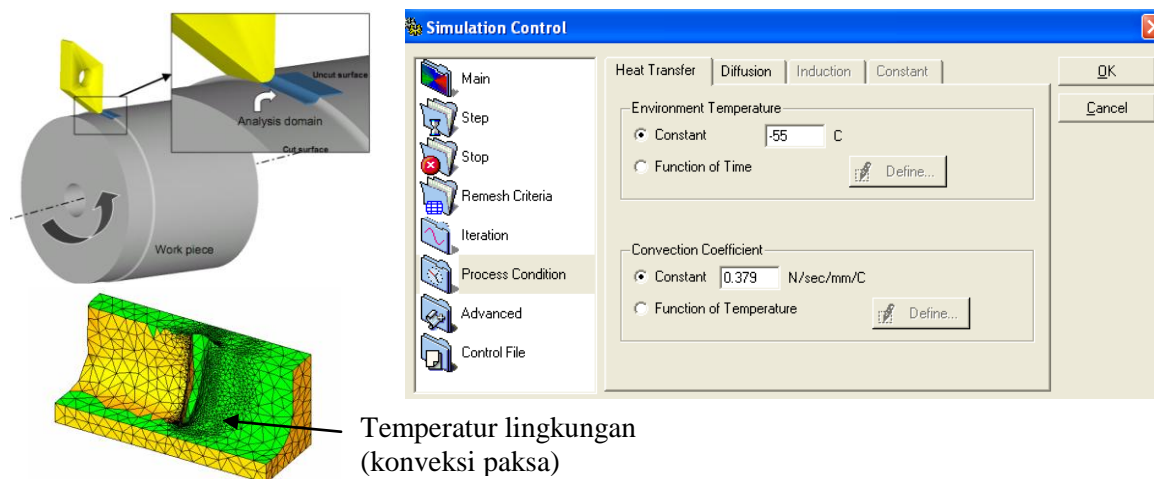 Uncut surface
Analysis domain
Cut surface
Work piece
Simulation Control
Main
Step
Stop
Remesh Criteria
Iteration
Process Condition
Advanced
Control File
Heat Transfer
Diffusion
Induction
Constant
Environment Temperature
Constant -55 C
Function of Time
Define...
Convection Coefficient
Constant 0.379 N/sec/mm/C
Function of Temperature
Define...
OK
Cancel
Temperatur lingkungan
(konveksi paksa)